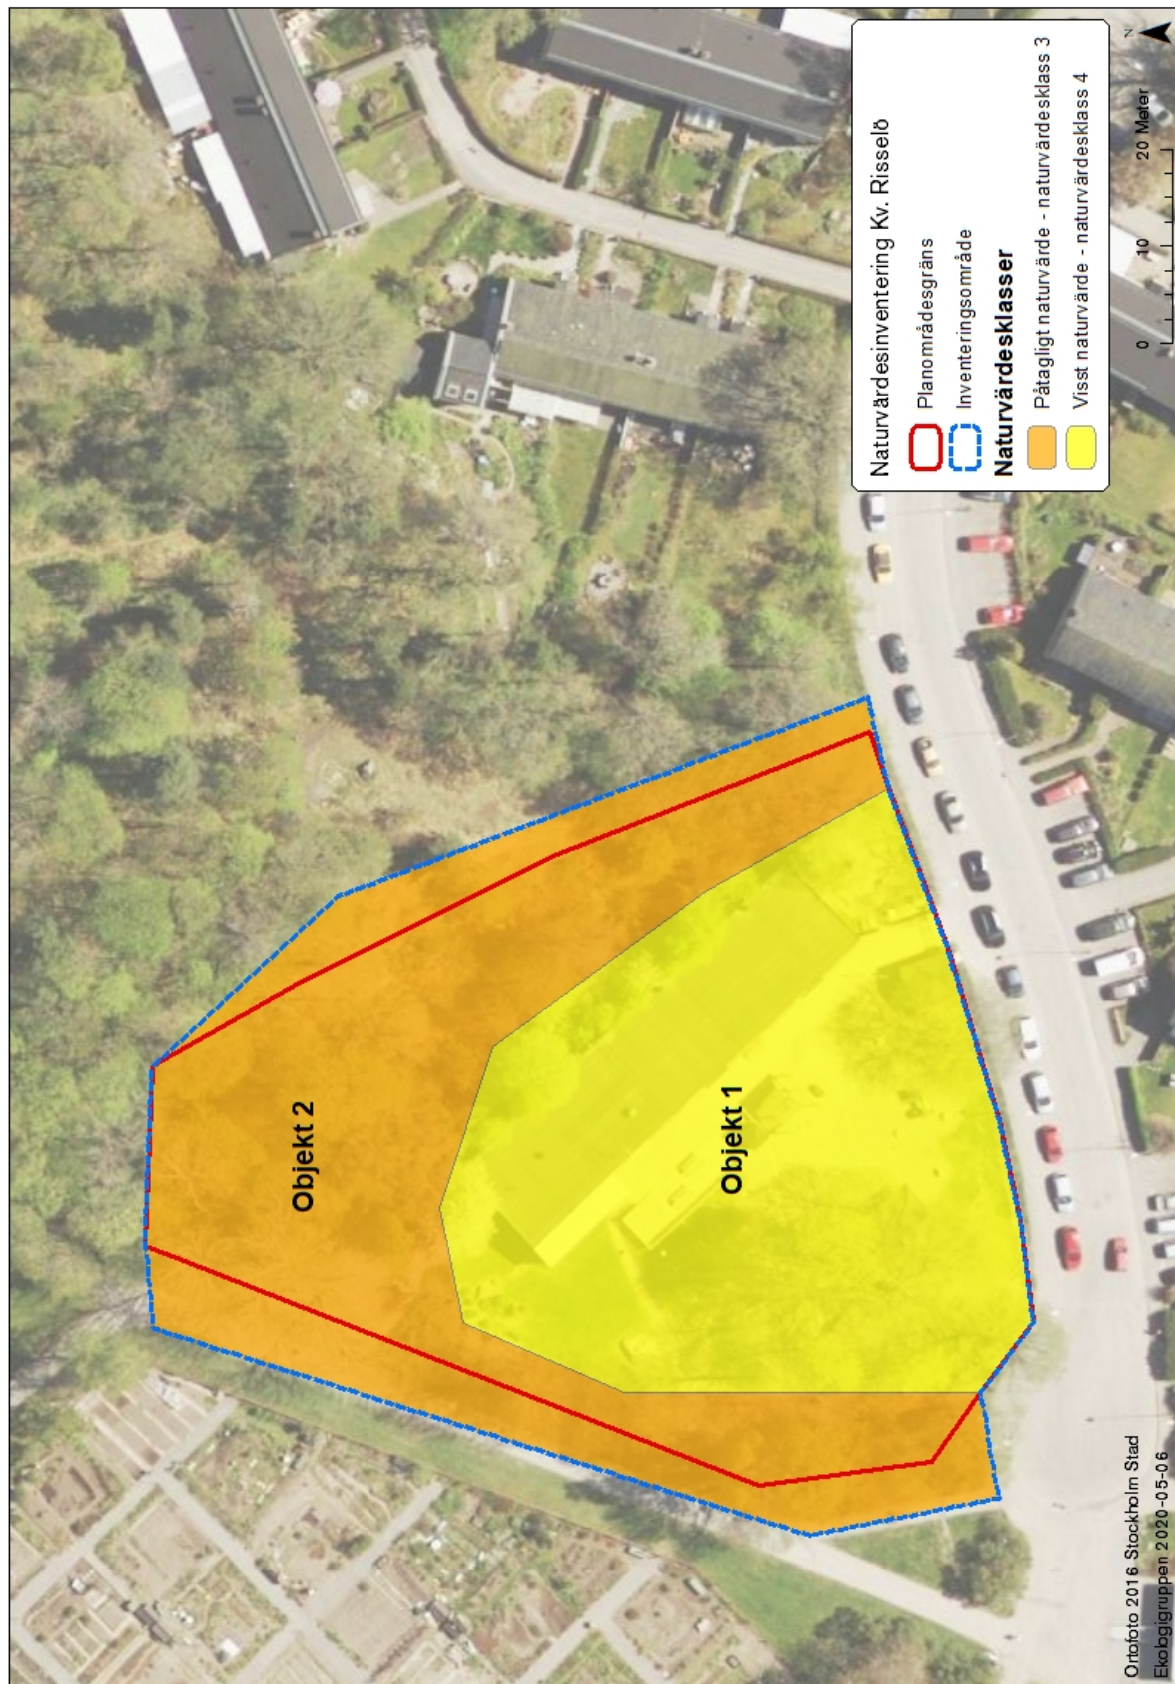 Naturvärdesinventering Kv. Risselö
Planområdesgräns
Inventeringsområde
Naturvärdesklasser
Påtagligt naturvärde - naturvärdesklass 3
Visst naturvärde - naturvärdesklass 4
Objekt 2
Objekt 1
N
0 10 20 Meter
Ortofoto 2016 Stockholm Stad
Ekologigruppen 2020-05-06